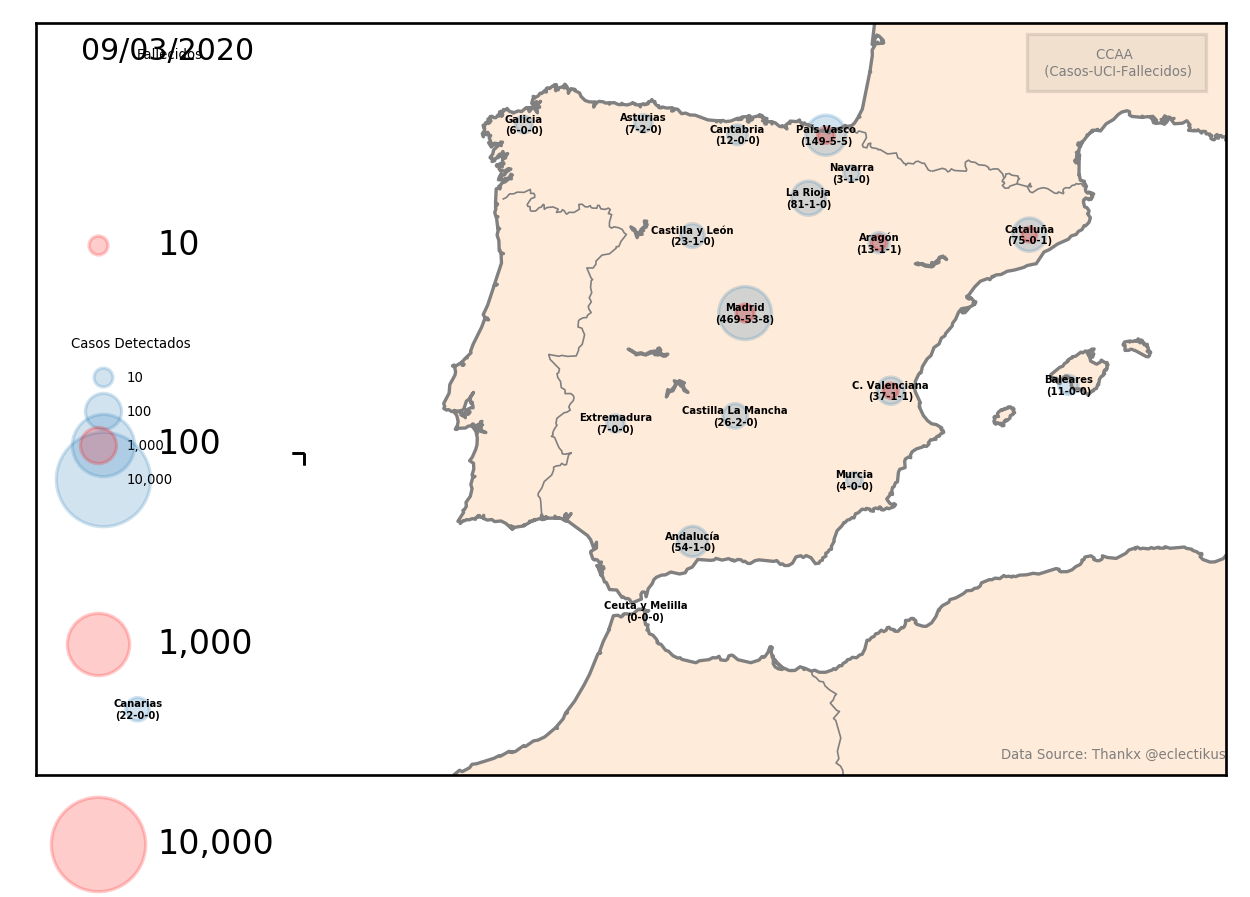 09/03/2020
Fallecidos
CCAA
(Casos-UCI-Fallecidos)
Galicia
(6-0-0)
Asturias
(7-2-0)
Cantabria
(12-0-0)
País Vasco
(149-5-5)
Navarra
(3-1-0)
La Rioja
(81-1-0)
Castilla y León
(23-1-0)
Aragón
(13-1-1)
Cataluña
(75-0-1)
10
Madrid
(469-53-8)
Casos Detectados
10
100
1,000
10,000
100
C. Valenciana
(37-1-1)
Baleares
(11-0-0)
Extremadura
(7-0-0)
Castilla La Mancha
(26-2-0)
Murcia
(4-0-0)
Andalucía
(54-1-0)
Ceuta y Melilla
(0-0-0)
1,000
Canarias
(22-0-0)
Data Source: Thankx @eclectikus
10,000